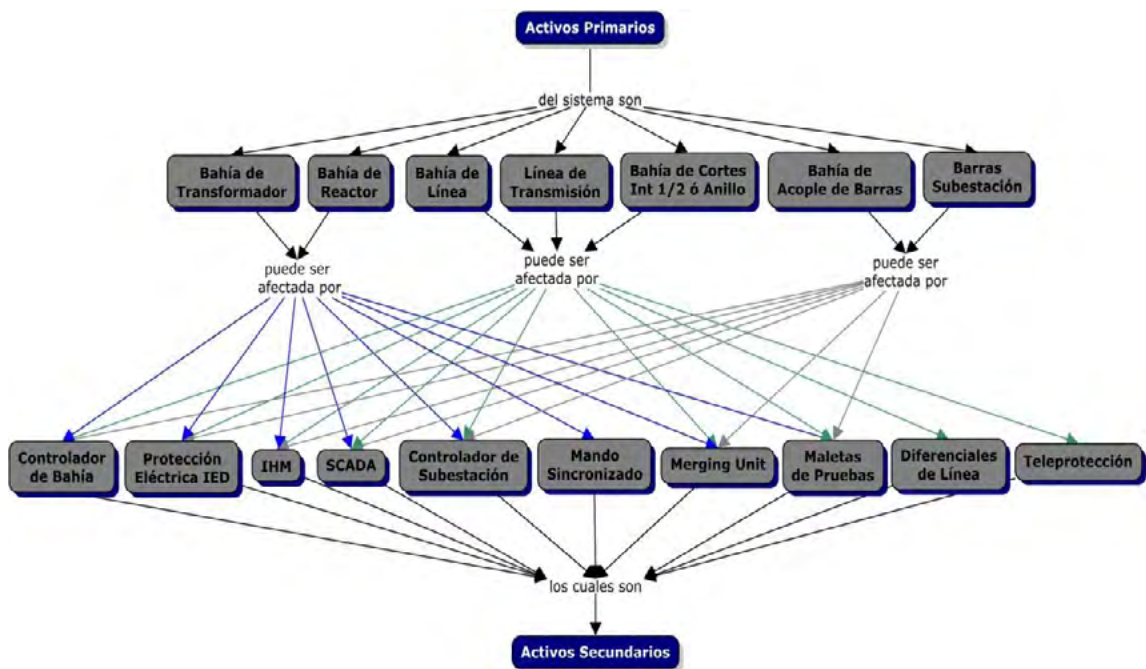 Activos Primarios
del sistema son
Bahía de
Transformador
Bahía de
Reactor
Bahía de
Línea
Línea de
Transmisión
Bahía de Cortes
Int 1/2 ó Anillo
Bahía de
Acople de Barras
Barras
Subestación
puede ser
afectada por
puede ser
afectada por
puede ser
afectada por
Controlador
de Bahía
Protección
Eléctrica IED
IHM
SCADA
Controlador de
Subestación
Mando
Sincronizado
Merging Unit
Maletas
de Pruebas
Diferenciales
de Línea
Teleprotección
los cuales son
Activos Secundarios